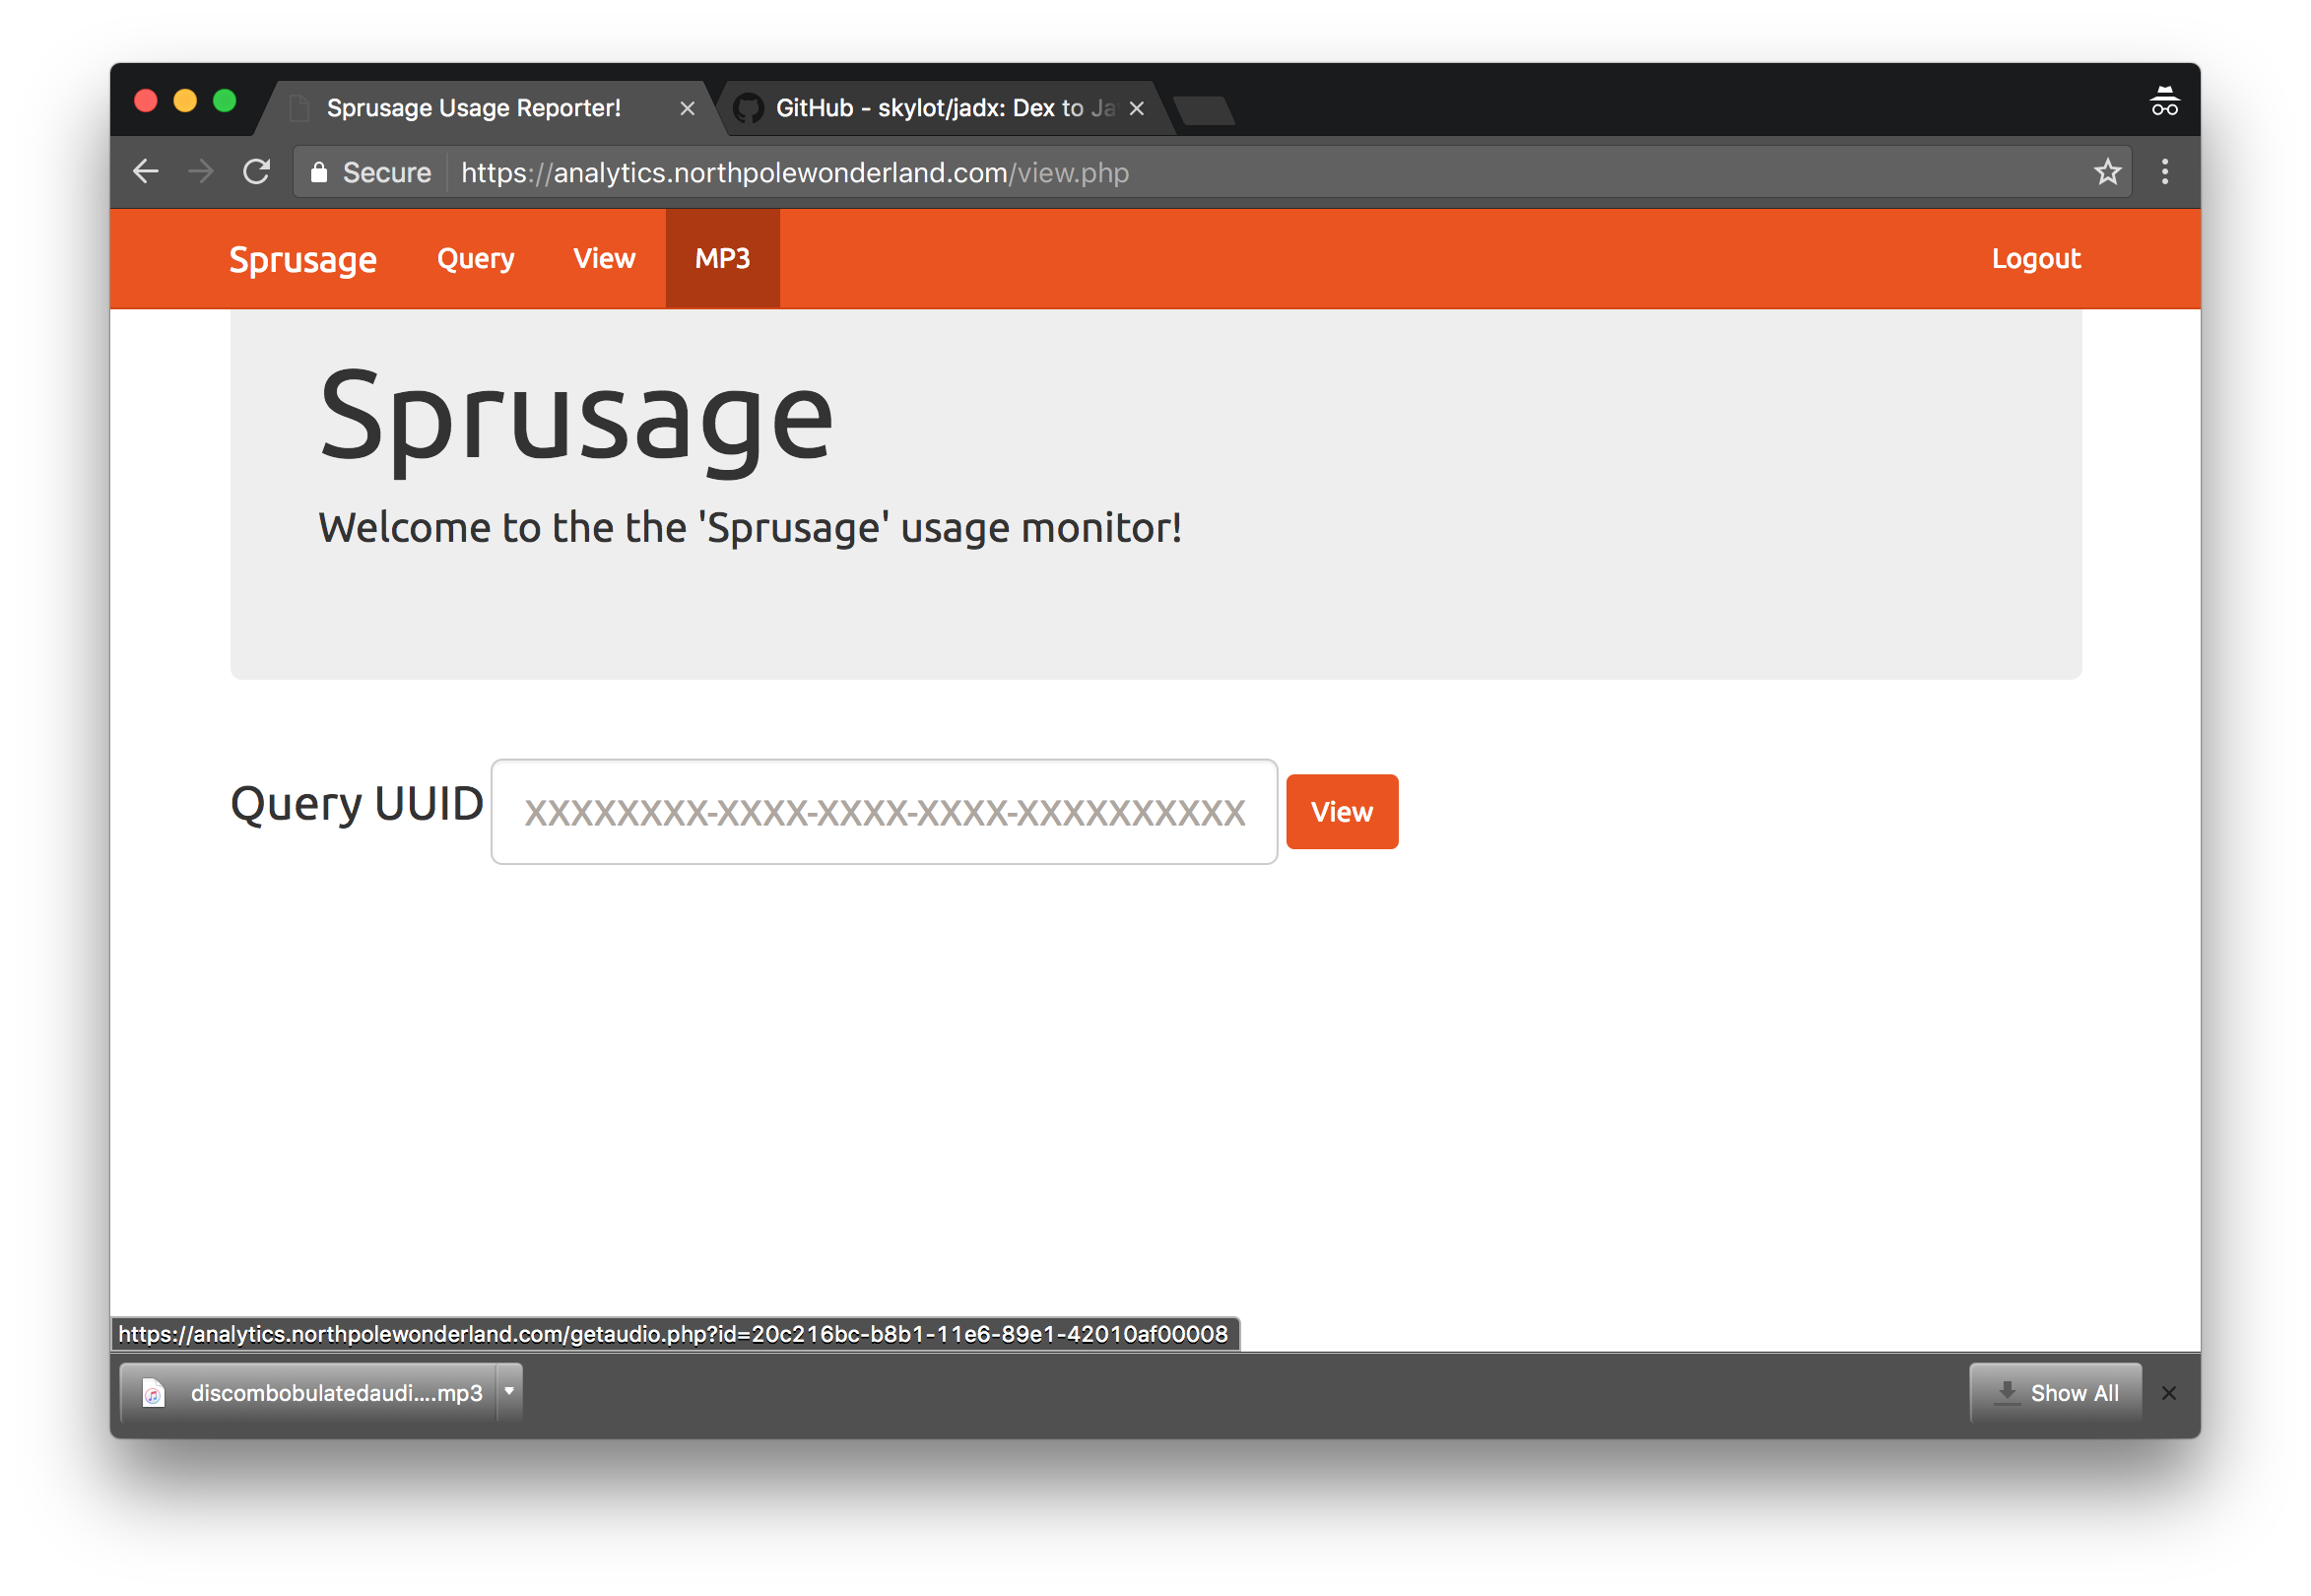 Sprusage Usage Reporter!
GitHub - skylot/jadx: Dex to Ja
Secure https://analytics.northpolewonderland.com/view.php
Sprusage Query View MP3 Logout
Sprusage
Welcome to the the 'Sprusage' usage monitor!
Query UUID XXXXXXXX-XXXX-XXXX-XXXX-XXXXXXXXXX View
https://analytics.northpolewonderland.com/getaudio.php?id=20c216bc-b8b1-11e6-89e1-42010af00008
discombobulatedaudi....mp3 Show All